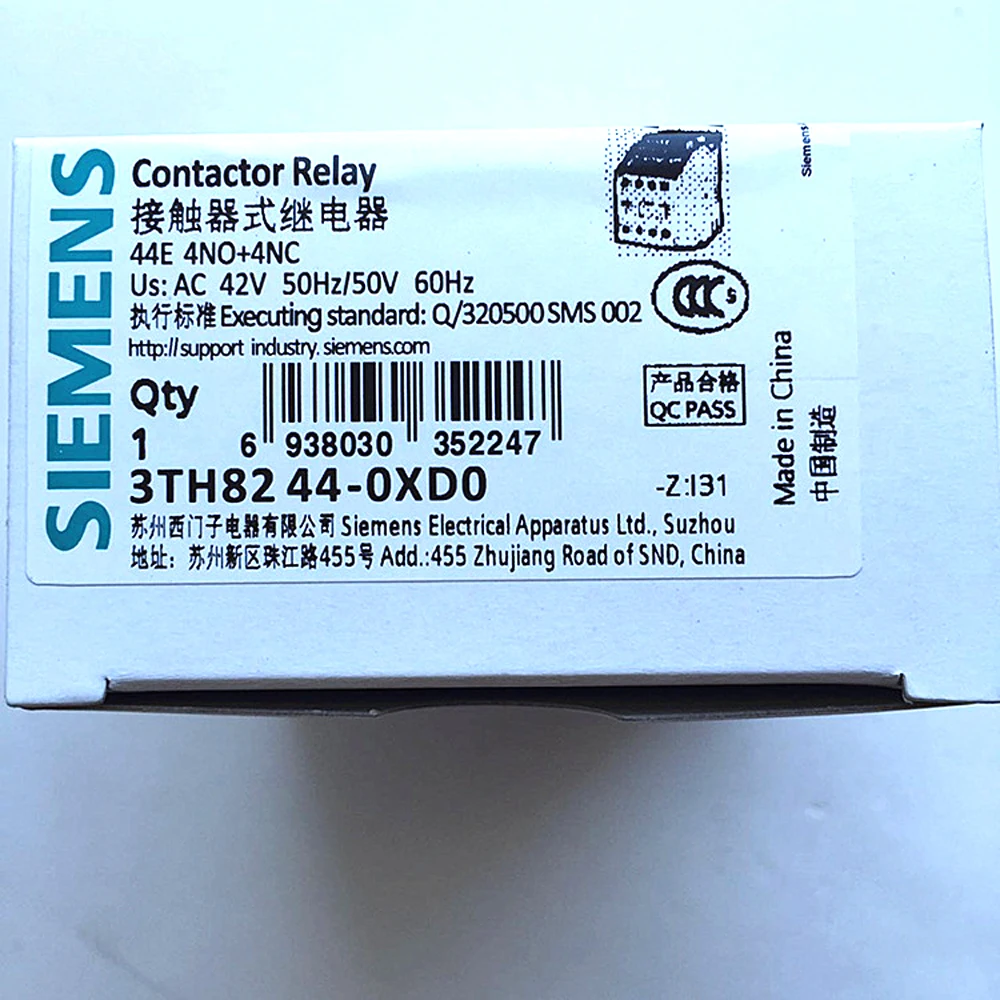 SIEMENS
Contactor Relay
接触器式继电器
44E 4NO+4NC
Us: AC 42V 50Hz/50V 60Hz
执行标准 Executing standard: Q/320500 SMS 002
http://support industry. siemens.com
Qty
1
6 938030 352247
3TH82 44-0XD0
-Z:I31
苏州西门子电器有限公司 Siemens Electrical Apparatus Ltd., Suzhou
地址：苏州新区珠江路455号 Add.:455 Zhujiang Road of SND, China
CCC S
产品合格
QC PASS
Made in China
中国制造
Siemens